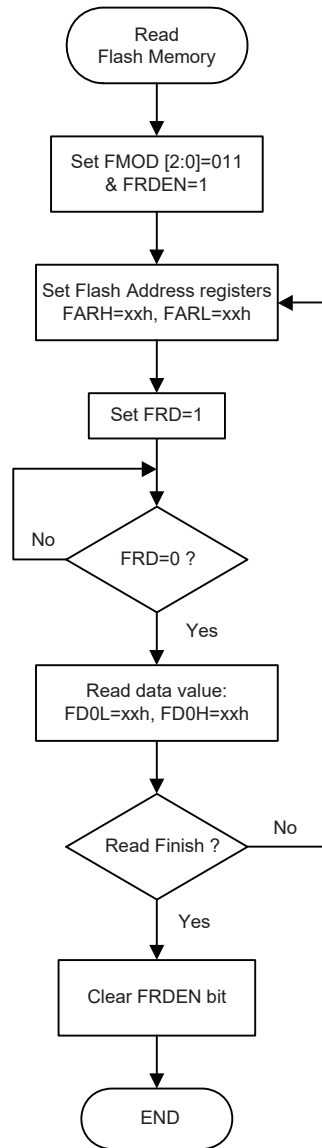 Read
Flash Memory
Set FMOD [2:0]=011
& FRDEN=1
Set Flash Address registers
FARH=xxh, FARL=xxh
Set FRD=1
No
FRD=0 ?
Yes
Read data value:
FD0L=xxh, FD0H=xxh
Read Finish ?
No
Yes
Clear FRDEN bit
END